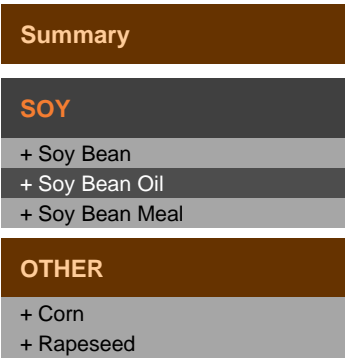 Summary
SOY
+ Soy Bean
+ Soy Bean Oil
+ Soy Bean Meal
OTHER
+ Corn
+ Rapeseed